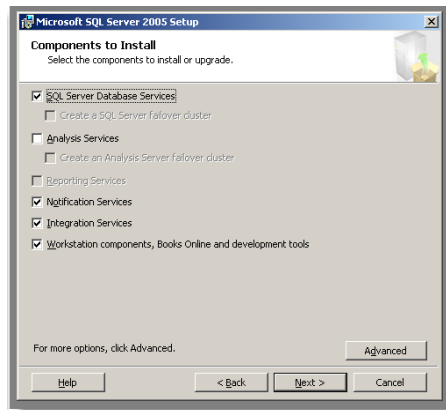 Microsoft SQL Server 2005 Setup
Components to Install
Select the components to install or upgrade.
SQL Server Database Services
Create a SQL Server failover cluster
Analysis Services
Create an Analysis Server failover cluster
Reporting Services
Notification Services
Integration Services
Workstation components, Books Online and development tools
For more options, click Advanced.
Advanced
Help
< Back
Next >
Cancel